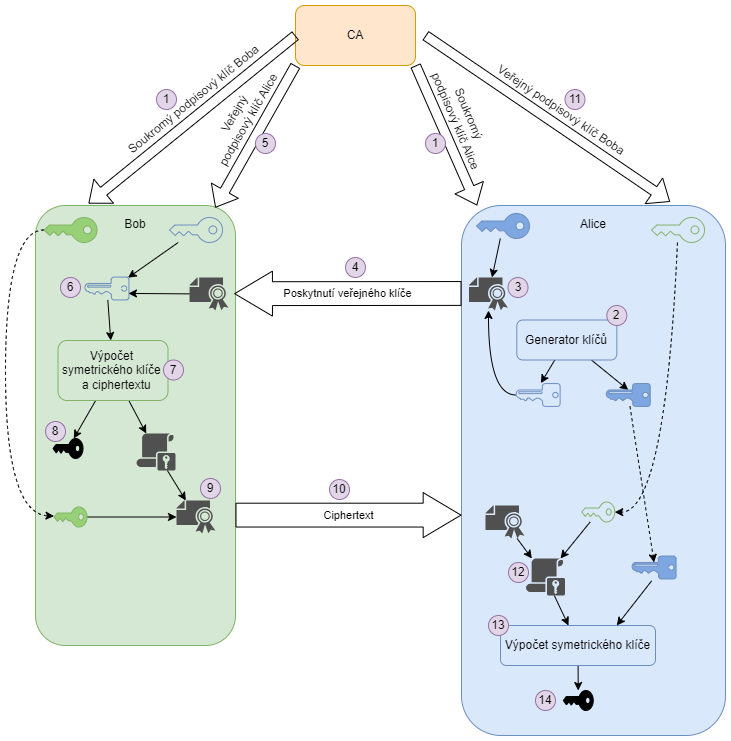 CA
1
Soukromý podpisový klíč Boba
Veřejný
podpisový klíč Alice
5
Soukromý
podpisový klíč Alice
1
Veřejný podpisový klíč Boba
11
Bob
Alice
6
4
Poskytnutí veřejného klíče
3
2
Generator klíčů
Výpočet
symetrického klíče
a ciphertextu
7
8
9
10
Ciphertext
12
13
Výpočet symetrického klíče
14